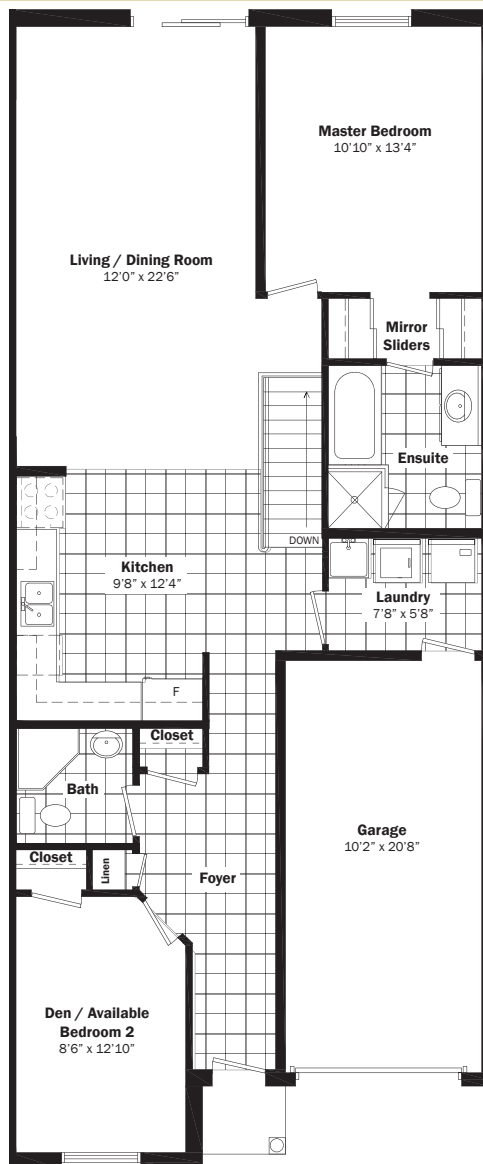 Master Bedroom
10'10" x 13'4"
Living / Dining Room
12'0" x 22'6"
Mirror
Sliders
Ensuite
DOWN
Kitchen
9'8" x 12'4"
Laundry
7'8" x 5'8"
F
Closet
Bath
Garage
10'2" x 20'8"
Closet
Linen
Foyer
Den / Available
Bedroom 2
8'6" x 12'10"